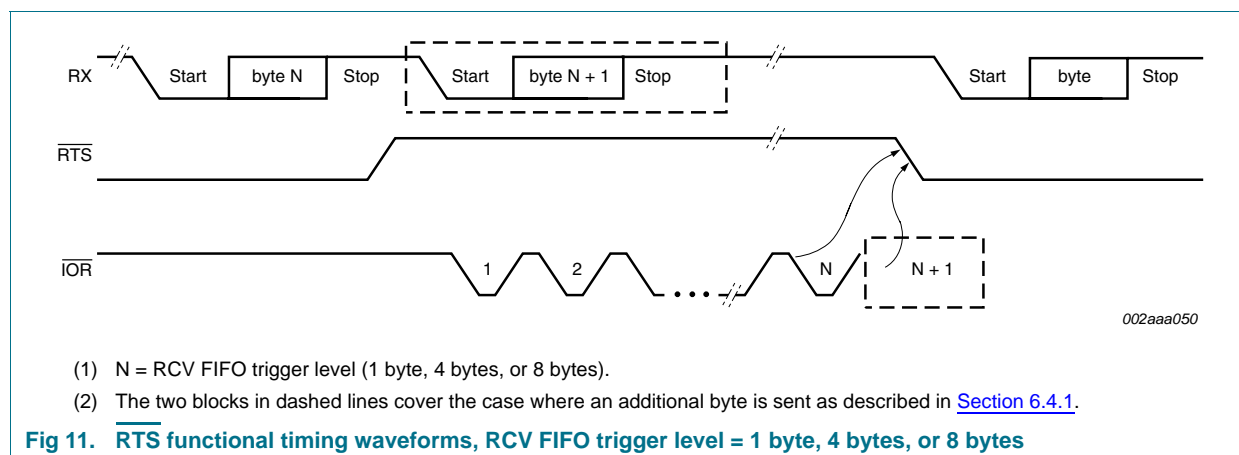 RX Start byte N Stop Start byte N + 1 Stop Start byte Stop
RTS
IOR 1 2 N N + 1
002aaa050
(1) N = RCV FIFO trigger level (1 byte, 4 bytes, or 8 bytes).
(2) The two blocks in dashed lines cover the case where an additional byte is sent as described in Section 6.4.1.
Fig 11. RTS functional timing waveforms, RCV FIFO trigger level = 1 byte, 4 bytes, or 8 bytes